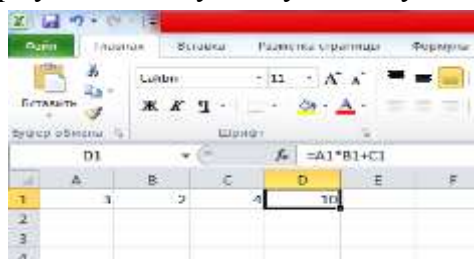 Файл Главная Вставка Разметка страницы Формулы
Вставить Calibri 11 A A
Ж К Ч
Буфер обмена Шрифт
D1 fx =A1*B1+C1
A B C D E F
1 3 2 4 10
2
3
4